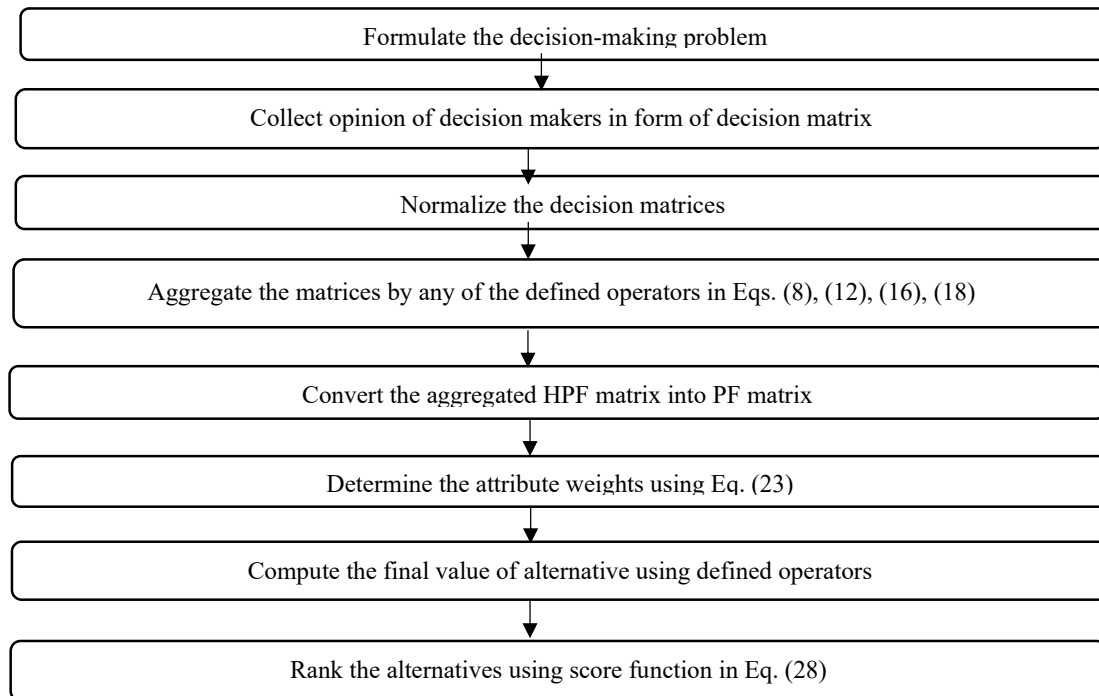 Formulate the decision-making problem
Collect opinion of decision makers in form of decision matrix
Normalize the decision matrices
Aggregate the matrices by any of the defined operators in Eqs. (8), (12), (16), (18)
Convert the aggregated HPF matrix into PF matrix
Determine the attribute weights using Eq. (23)
Compute the final value of alternative using defined operators
Rank the alternatives using score function in Eq. (28)